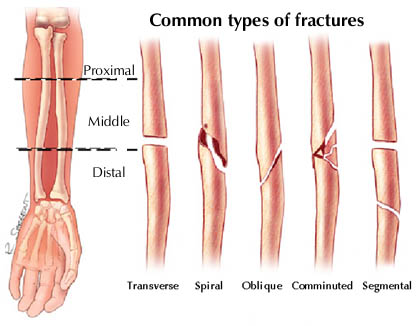 Common types of fractures
Proximal
Middle
Distal
Transverse Spiral Oblique Comminuted Segmental